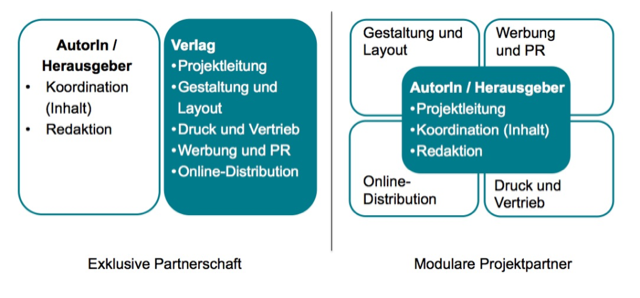 AutorIn /
Herausgeber
• Koordination
(Inhalt)
• Redaktion
Verlag
•Projektleitung
•Gestaltung und
Layout
•Druck und Vertrieb
•Werbung und PR
•Online-Distribution
Exklusive Partnerschaft
Gestaltung und
Layout
Werbung
und PR
AutorIn / Herausgeber
•Projektleitung
•Koordination (Inhalt)
•Redaktion
Online-
Distribution
Druck und
Vertrieb
Modulare Projektpartner